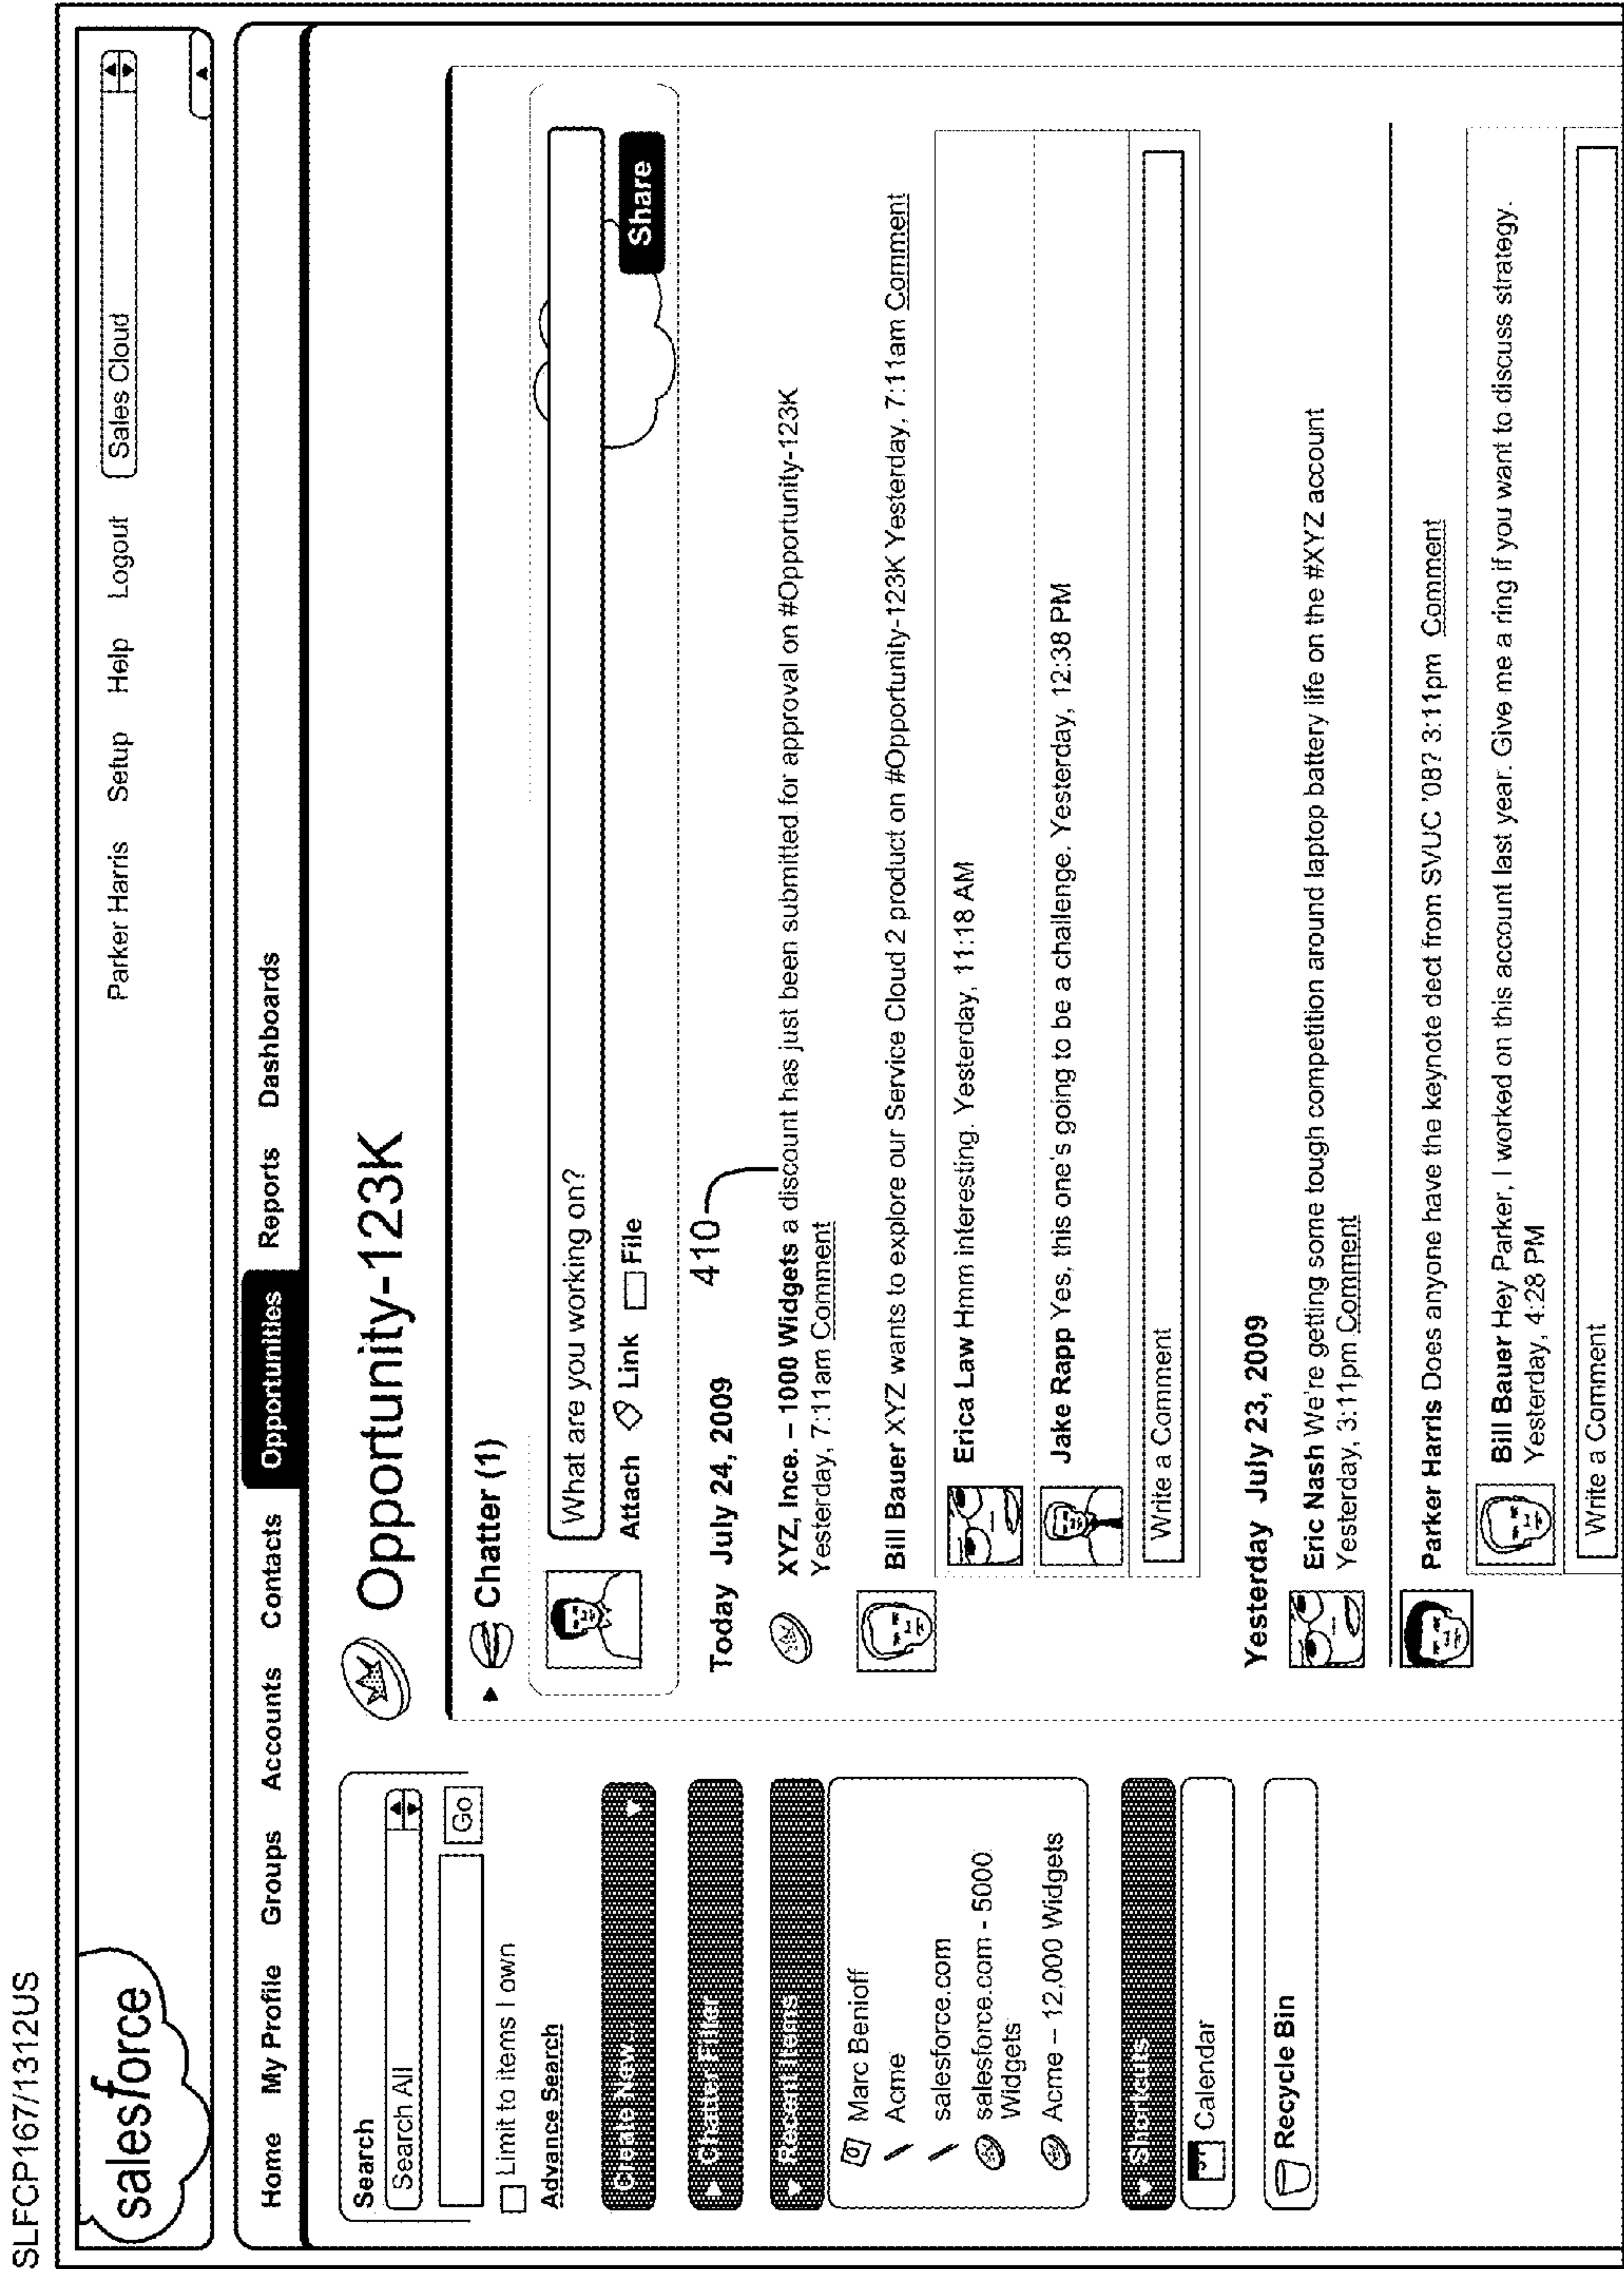 SLFCP167/1312US
salesforce
Parker Harris Setup Help Logout Sales Cloud
Home My Profile Groups Accounts Contacts Opportunities Reports Dashboards
Search
Search All
Go
Limit to items I own
Advance Search
Create New...
Chatter Filter
Recent Items
Marc Benioff
Acme
salesforce.com
salesforce.com - 5000
Widgets
Acme – 12,000 Widgets
Shortcuts
31 Calendar
Recycle Bin
Opportunity-123K
Chatter (1)
What are you working on?
Attach Link File
Share
Today July 24, 2009
410
XYZ, Ince. – 1000 Widgets a discount has just been submitted for approval on #Opportunity-123K
Yesterday, 7:11am Comment
Bill Bauer XYZ wants to explore our Service Cloud 2 product on #Opportunity-123K Yesterday, 7:11am Comment
Erica Law Hmm interesting. Yesterday, 11:18 AM
Jake Rapp Yes, this one's going to be a challenge. Yesterday, 12:38 PM
Write a Comment
Yesterday July 23, 2009
Eric Nash We're getting some tough competition around laptop battery life on the #XYZ account
Yesterday, 3:11pm Comment
Parker Harris Does anyone have the keynote dect from SVUC '08? 3:11pm Comment
Bill Bauer Hey Parker, I worked on this account last year. Give me a ring if you want to discuss strategy.
Yesterday, 4:28 PM
Write a Comment